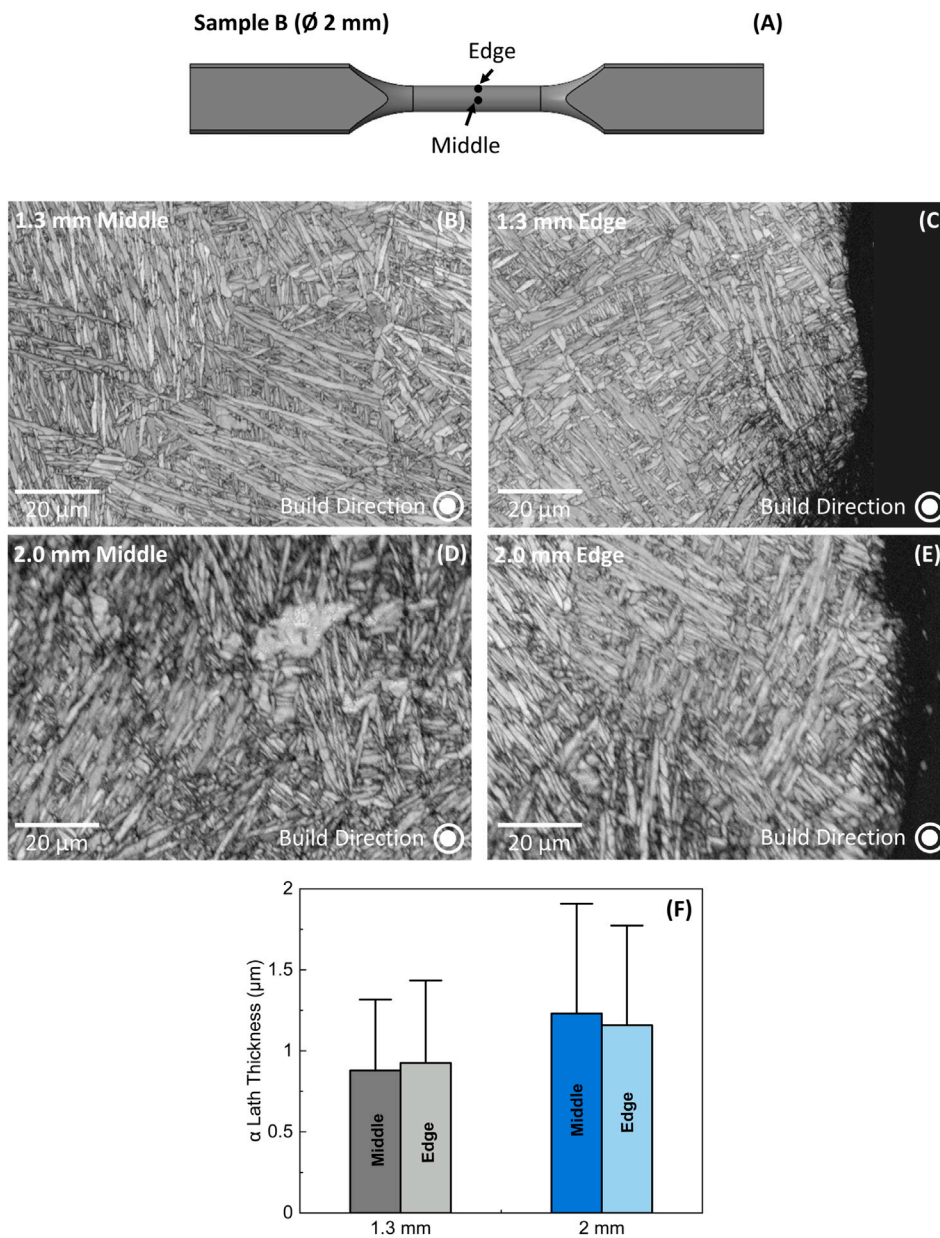 Sample B (Ø 2 mm)
(A)
Edge
Middle
1.3 mm Middle
(B)
20 µm
Build Direction
1.3 mm Edge
(C)
20 µm
Build Direction
2.0 mm Middle
(D)
20 µm
Build Direction
2.0 mm Edge
(E)
20 µm
Build Direction
(F)
α Lath Thickness (µm)
2
1.5
1
0.5
0
Middle
Edge
Middle
Edge
1.3 mm
2 mm